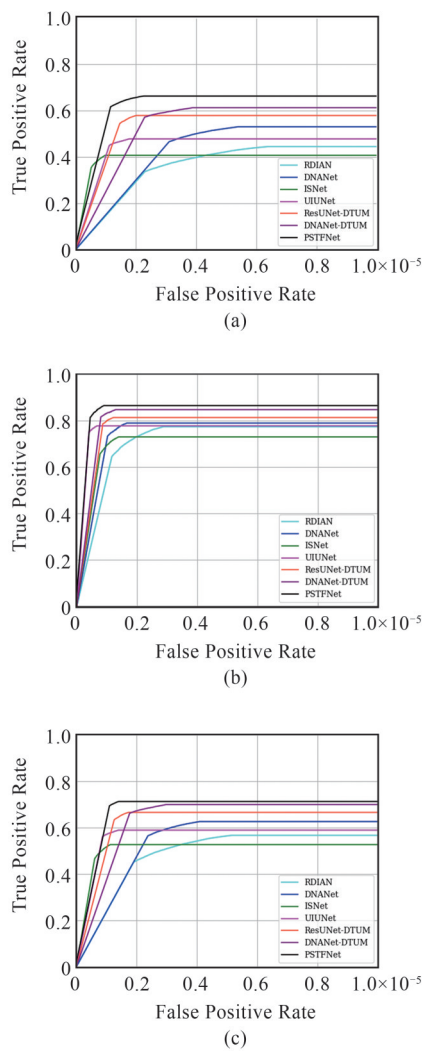 1.0
0.8
0.6
0.4
0.2
0
True Positive Rate
RDIAN
DNANet
ISNet
UIUNet
ResUNet-DTUM
DNANet-DTUM
PSTFNet
0.2 0.4 0.6 0.8 1.0×10⁻⁵
False Positive Rate
(a)
1.0
0.8
0.6
0.4
0.2
0
True Positive Rate
RDIAN
DNANet
ISNet
UIUNet
ResUNet-DTUM
DNANet-DTUM
PSTFNet
0.2 0.4 0.6 0.8 1.0×10⁻⁵
False Positive Rate
(b)
1.0
0.8
0.6
0.4
0.2
0
True Positive Rate
RDIAN
DNANet
ISNet
UIUNet
ResUNet-DTUM
DNANet-DTUM
PSTFNet
0.2 0.4 0.6 0.8 1.0×10⁻⁵
False Positive Rate
(c)